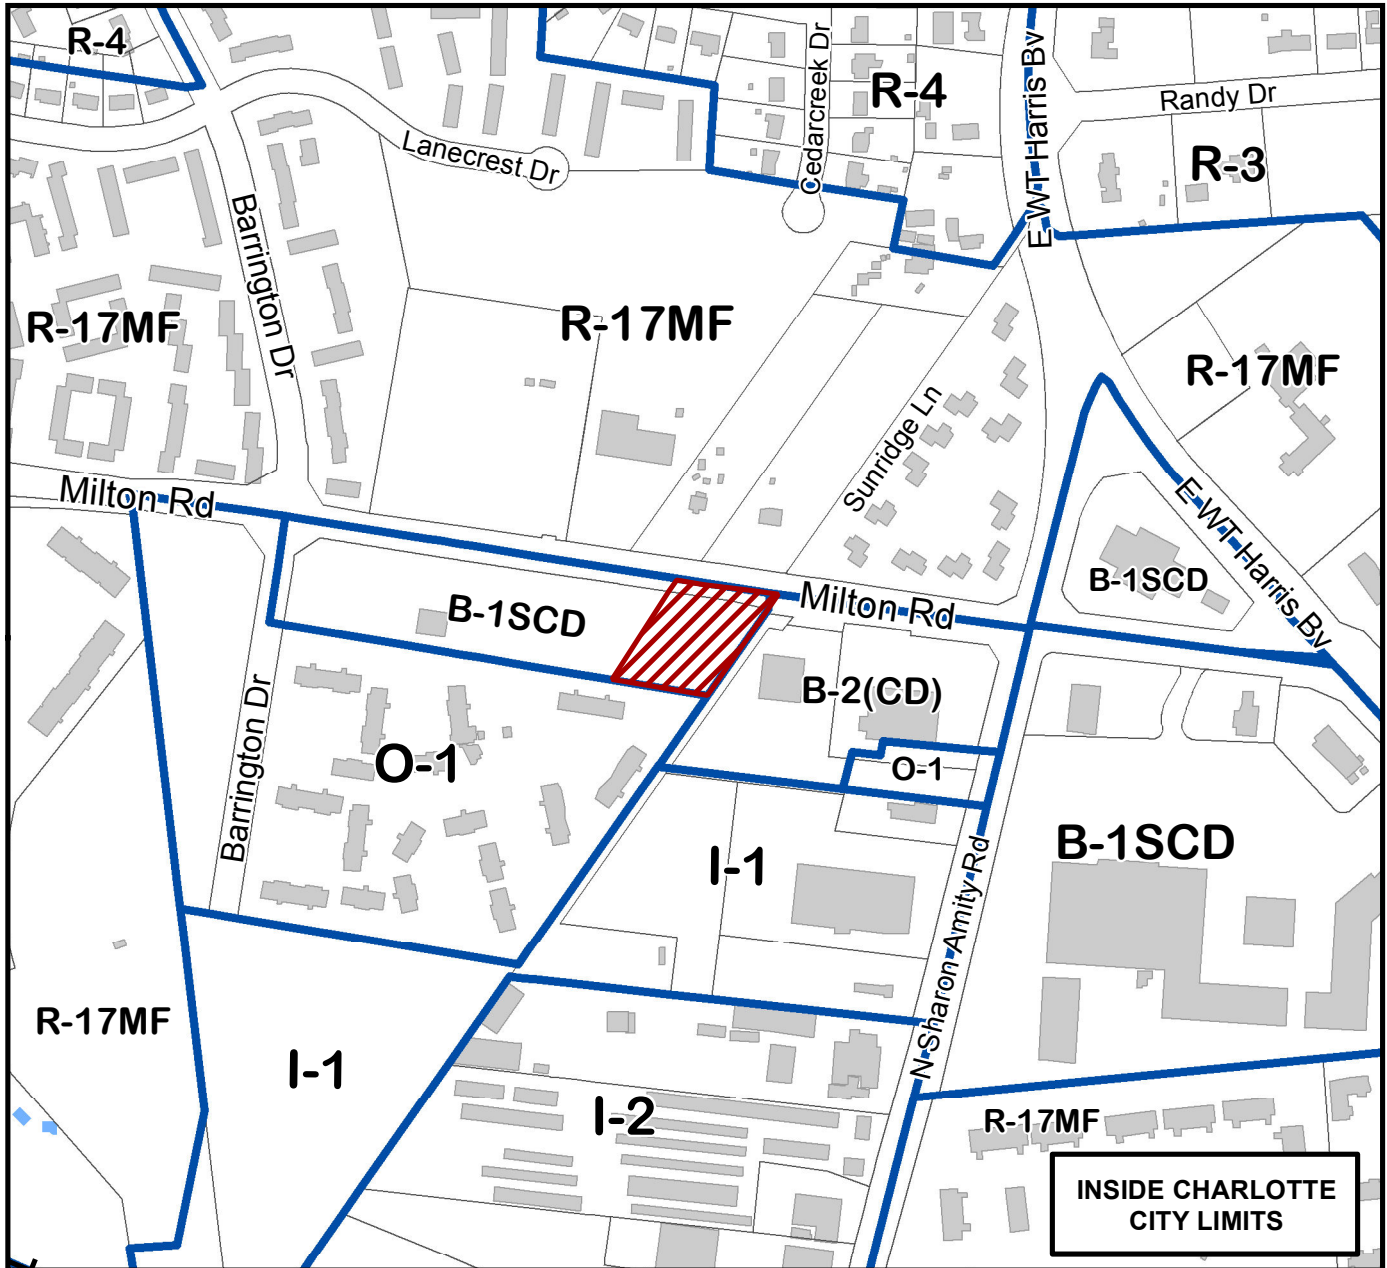 R-4
Cedarcreek Dr
R-4
E WT Harris Bv
Randy Dr
Lanecrest Dr
R-3
Barrington Dr
R-17MF
R-17MF
R-17MF
Sunridge Ln
Milton Rd
E WT Harris Bv
B-1SCD
Milton Rd
B-1SCD
B-2(CD)
O-1
O-1
Barrington Dr
B-1SCD
I-1
N Sharon Amity Rd
R-17MF
I-1
I-2
R-17MF
INSIDE CHARLOTTE
CITY LIMITS